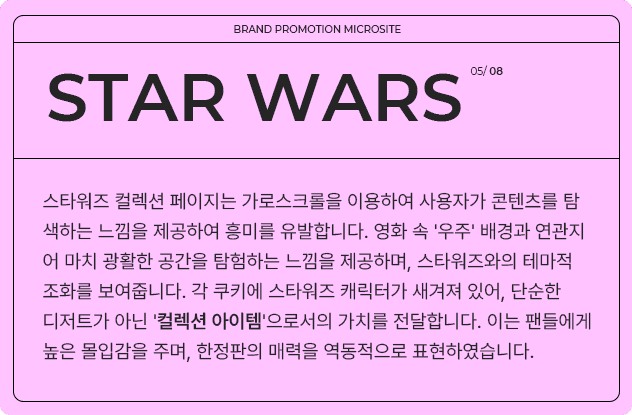 BRAND PROMOTION MICROSITE
STAR WARS 05/ 08
스타워즈 컬렉션 페이지는 가로스크롤을 이용하여 사용자가 콘텐츠를 탐
색하는 느낌을 제공하여 흥미를 유발합니다. 영화 속 '우주' 배경과 연관지
어 마치 광활한 공간을 탐험하는 느낌을 제공하며, 스타워즈와의 테마적
조화를 보여줍니다. 각 쿠키에 스타워즈 캐릭터가 새겨져 있어, 단순한
디저트가 아닌 '컬렉션 아이템'으로서의 가치를 전달합니다. 이는 팬들에게
높은 몰입감을 주며, 한정판의 매력을 역동적으로 표현하였습니다.